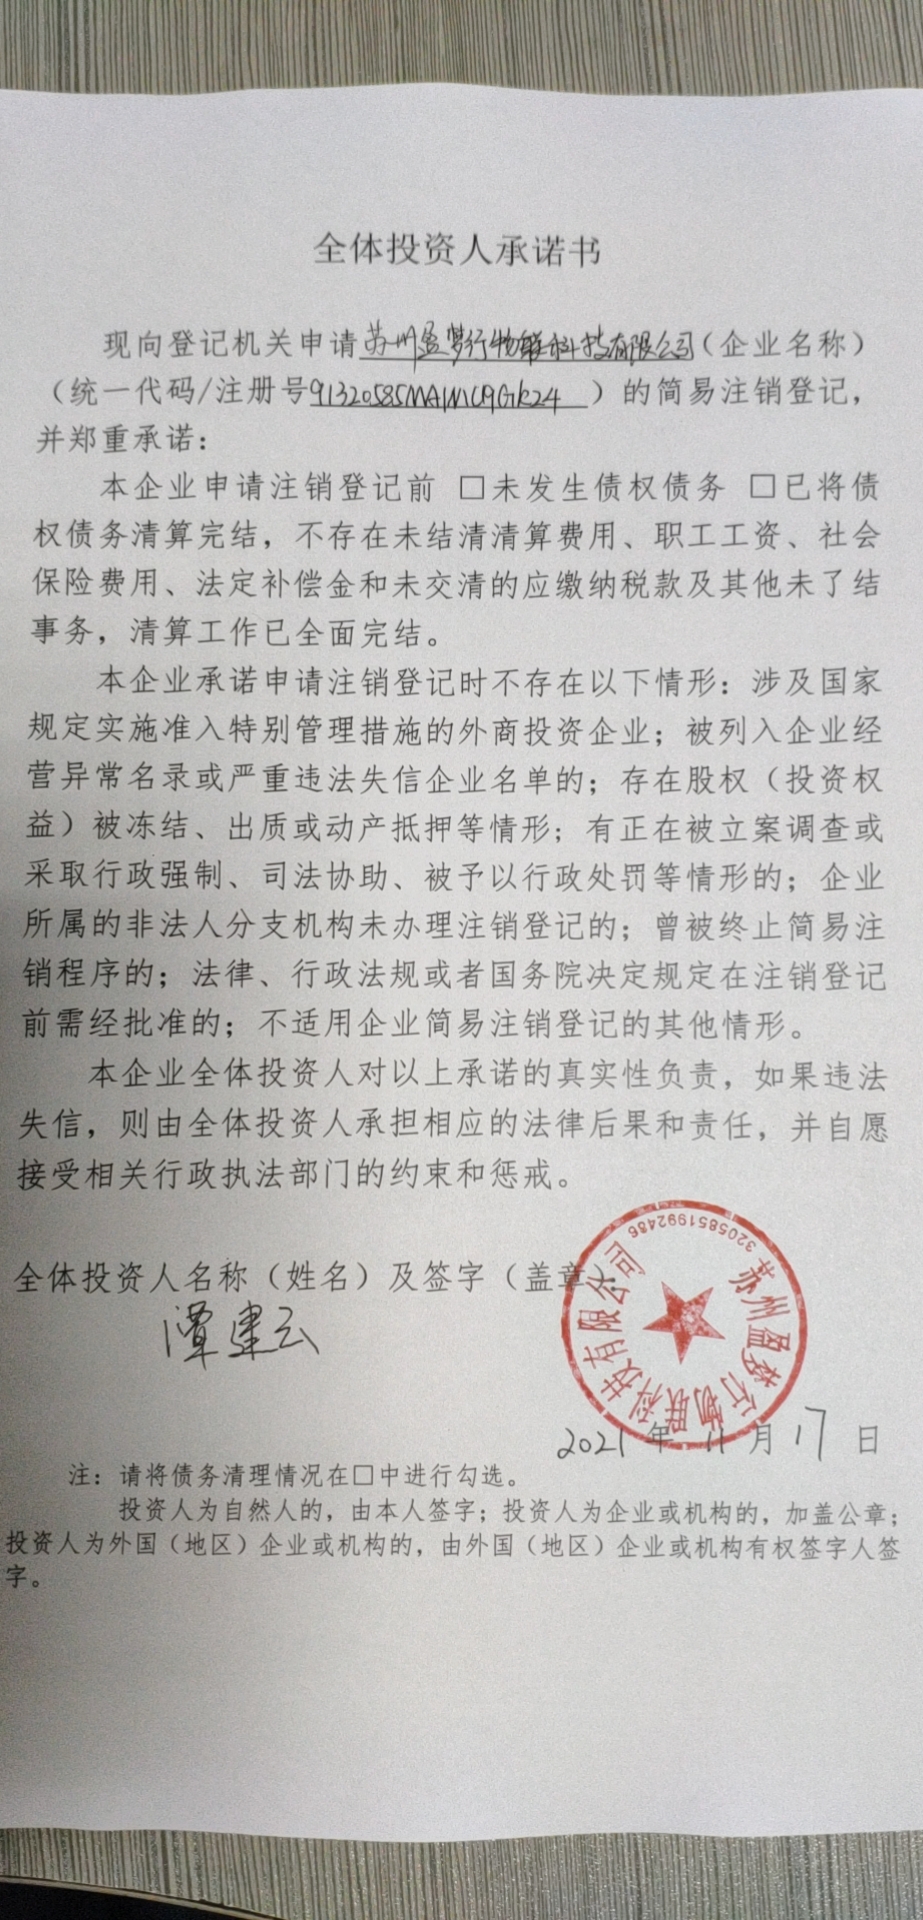 全体投资人承诺书
现向登记机关申请苏州盈梦行物联科技有限公司(企业名称)
(统一代码/注册号91320585MA1MU9GK24)的简易注销登记,
并郑重承诺:
本企业申请注销登记前 □未发生债权债务 □已将债
权债务清算完结,不存在未结清清算费用、职工工资、社会
保险费用、法定补偿金和未交清的应缴纳税款及其他未了结
事务,清算工作已全面完结。
本企业承诺申请注销登记时不存在以下情形:涉及国家
规定实施准入特别管理措施的外商投资企业;被列入企业经
营异常名录或严重违法失信企业名单的;存在股权(投资权
益)被冻结、出质或动产抵押等情形;有正在被立案调查或
采取行政强制、司法协助、被予以行政处罚等情形的;企业
所属的非法人分支机构未办理注销登记的;曾被终止简易注
销程序的;法律、行政法规或者国务院决定规定在注销登记
前需经批准的;不适用企业简易注销登记的其他情形。
本企业全体投资人对以上承诺的真实性负责,如果违法
失信,则由全体投资人承担相应的法律后果和责任,并自愿
接受相关行政执法部门的约束和惩戒。
全体投资人名称(姓名)及签字(盖章):
苏州盈梦行物联科技有限公司
3205851992486
潭建云
2021年11月17日
注:请将债务清理情况在□中进行勾选。
投资人为自然人的,由本人签字;投资人为企业或机构的,加盖公章;
投资人为外国(地区)企业或机构的,由外国(地区)企业或机构有权签字人签
字。